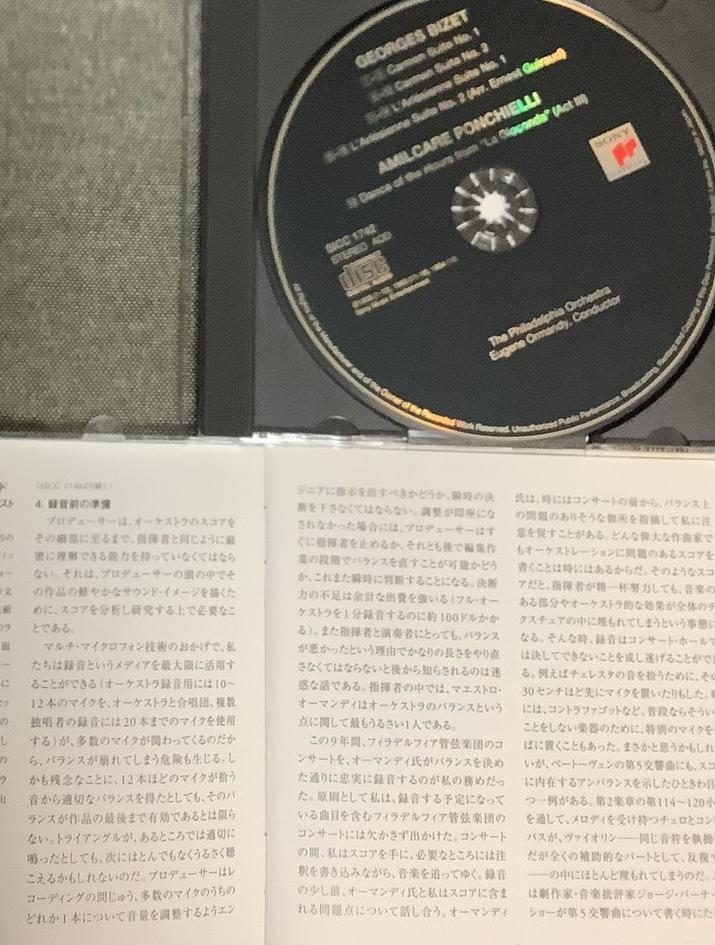 GEORGES BIZET
Carmen Suite No. 1
Carmen Suite No. 2
L'Arlésienne Suite No. 1
L'Arlésienne Suite No. 2 (Arr. Ernest Guiraud)
AMILCARE PONCHIELLI
Dance of the Hours from "La Gioconda" (Act III)
SONY
SICC 1742
STEREO ADD
disc
The Philadelphia Orchestra
Eugene Ormandy, Conductor
All Rights of the Manufacturer and of the Owner of the Recorded Work Reserved. Unauthorized Public Performance, Broadcasting,
4. 録音前の準備
プロデューサーは、オーケストラのスコアを
その細部に至るまで、指揮者と同じように厳
密に理解できる能力を持っていなくてはなら
ない。それは、プロデューサーの頭の中でそ
の作品の鮮やかなサウンド・イメージを描くた
めに、スコアを分析し研究する上で必要なこ
とである。
マルチ・マイクロフォン技術のおかげで、私
たちは録音というメディアを最大限に活用す
ることができる(オーケストラ録音用には10〜
12本のマイクを、オーケストラと合唱団、複数
独唱者の録音には20本までのマイクを使用
する)が、多数のマイクが関わってくるのだか
ら、バランスが崩れてしまう危険も生じる。し
かも残念なことに、12本ほどのマイクが拾う
音から適切なバランスを得たとしても、そのバ
ランスが作品の最後まで有効であるとは限ら
ない。トライアングルが、あるところでは適切に
鳴ったとしても、次にはとんでもなくうるさく聴
こえるかもしれないのだ。プロデューサーはレ
コーディングの間じゅう、多数のマイクのうちの
どれか1本について音量を調整するようエン
ジニアに指示を出すべきかどうか、瞬時の決
断を下さなくてはならない。調整が即座にな
されなかった場合には、プロデューサーはす
ぐに指揮者を止めるか、それとも後で編集作
業の段階でバランスを直すことが可能かどう
か、これまた瞬時に判断することになる。決断
力の不足は余計な出費を強いる(フル・オー
ケストラを1分録音するのに約100ドルかか
る)。また指揮者と演奏者にとっても、バランス
が悪かったという理由でかなりの長さをやり直
さなくてはならないと後から知らされるのは迷
惑な話である。指揮者の中では、マエストロ・
オーマンディはオーケストラのバランスという
点に関して最もうるさい1人である。
この9年間、フィラデルフィア管弦楽団のコ
ンサートを、オーマンディ氏がバランスを決め
た通りに忠実に録音するのが私の務めだっ
た。原則として私は、録音する予定になって
いる曲目を含むフィラデルフィア管弦楽団の
コンサートには欠かさず出かけた。コンサート
の間、私はスコアを手に、必要なところには注
釈を書き込みながら、音楽を追ってゆく。録音
の少し前、オーマンディ氏と私はスコアに含ま
れる問題点について話し合う。オーマンディ
氏は、時にはコンサートの前から、バランス上
の問題のありそうな個所を指摘して私に注
意を促すことがある。どんな偉大な作曲家で
もオーケストレーションに問題のあるスコアを
書くことは時にはあるからだ。そのようなスコ
アだと、指揮者が精一杯努力しても、音楽の
ある部分やオーケストラ的な効果が全体のテ
クスチュアの中に埋もれてしまうという事態に
なる。そんな時、録音はコンサート・ホールで
は決してできないことを成し遂げることがで
る。例えばチェレスタの音を拾うために、その
30センチほど先にマイクを置いたりもした。時
には、コントラファゴットなど、普段ならそうい
ことをしない楽器のために、特別のマイクを
ばに置くこともあった。まさかと思うかもしれ
いが、ベートーヴェンの第5交響曲にも、スコ
に内在するアンバランスを示したひときわ目
つ一例がある。第2楽章の第114〜120小
を通して、メロディを受け持つチェロとコン
バスが、ヴァイオリン――同じ音符を執拗
だが全くの補助的なパートとして、反復
――の中にほとんど埋もれてしまうのだ。こ
は劇作家・音楽批評家ジョージ・バーナー
ショーが第5交響曲について書く時にた